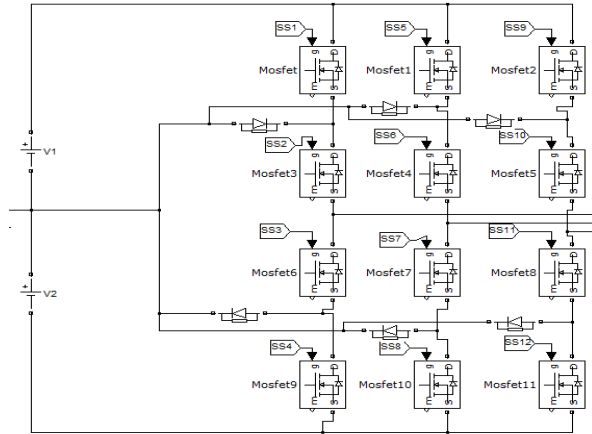 SS1 SS5 SS9
g D g D g D
Mosfet Mosfet1 Mosfet2
m S m S m S
SS2 SS6 SS10
+ V1
g D g D g D
Mosfet3 Mosfet4 Mosfet5
m S m S m S
SS3 SS7 SS11
g D g D g D
Mosfet6 Mosfet7 Mosfet8
m S m S m S
+ V2
SS4 SS8 SS12
g D g D g D
Mosfet9 Mosfet10 Mosfet11
m S m S m S